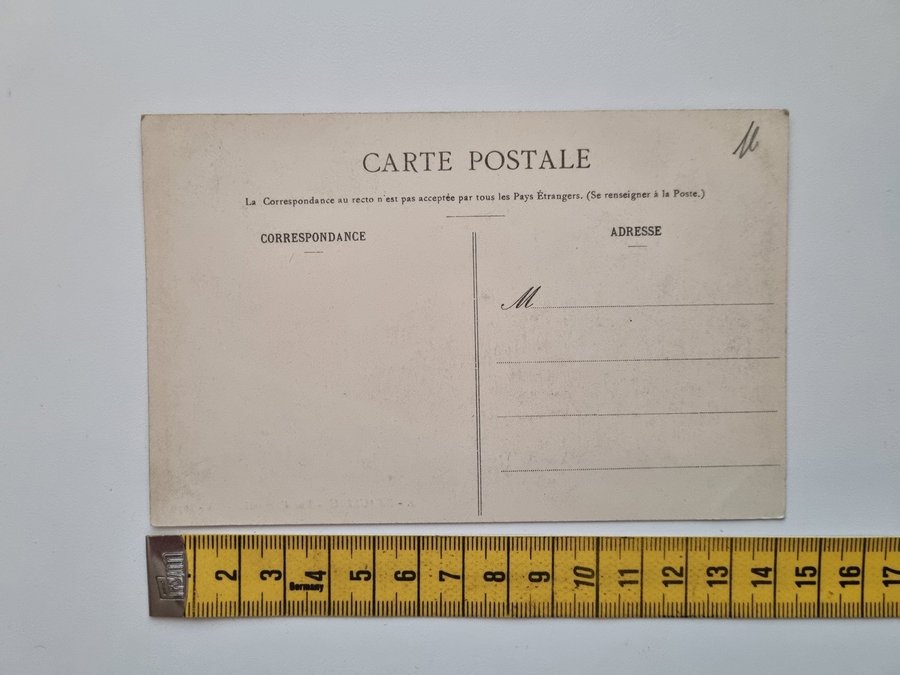 CARTE POSTALE
La Correspondance au recto n'est pas acceptée par tous les Pays Étrangers. (Se renseigner à la Poste.)
CORRESPONDANCE
ADRESSE
M
2 3 4 5 6 7 8 9 10 11 12 13 14 15 16 17
Germany